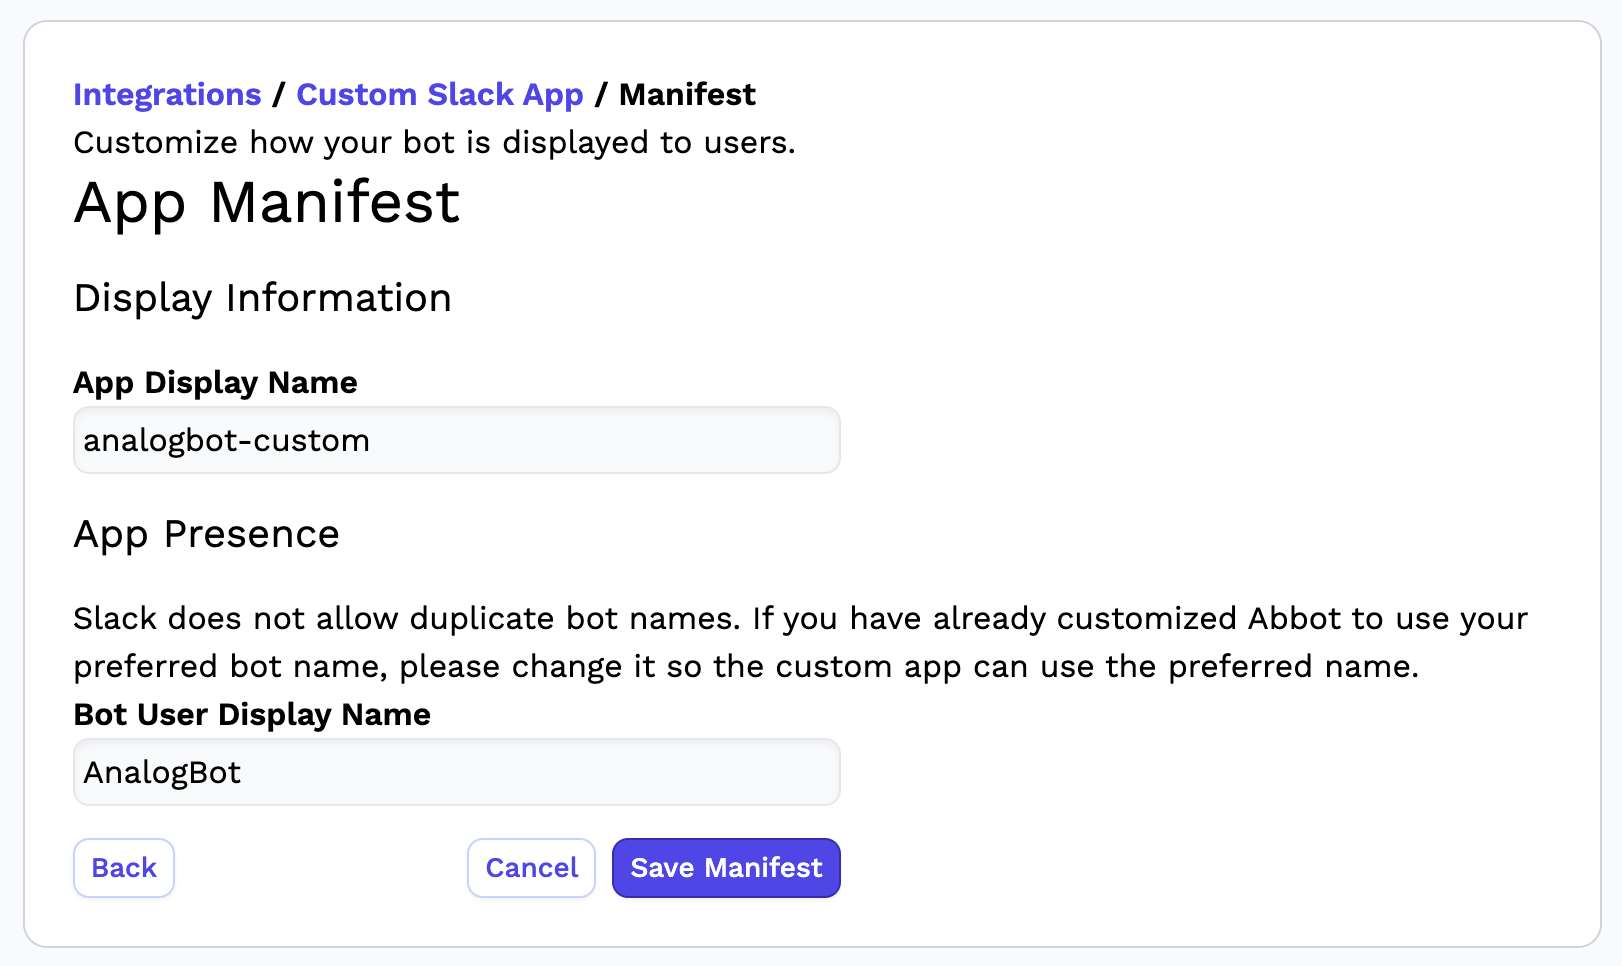 Integrations / Custom Slack App / Manifest
Customize how your bot is displayed to users.
App Manifest
Display Information
App Display Name
analogbot-custom
App Presence
Slack does not allow duplicate bot names. If you have already customized Abbot to use your
preferred bot name, please change it so the custom app can use the preferred name.
Bot User Display Name
AnalogBot
Back Cancel Save Manifest